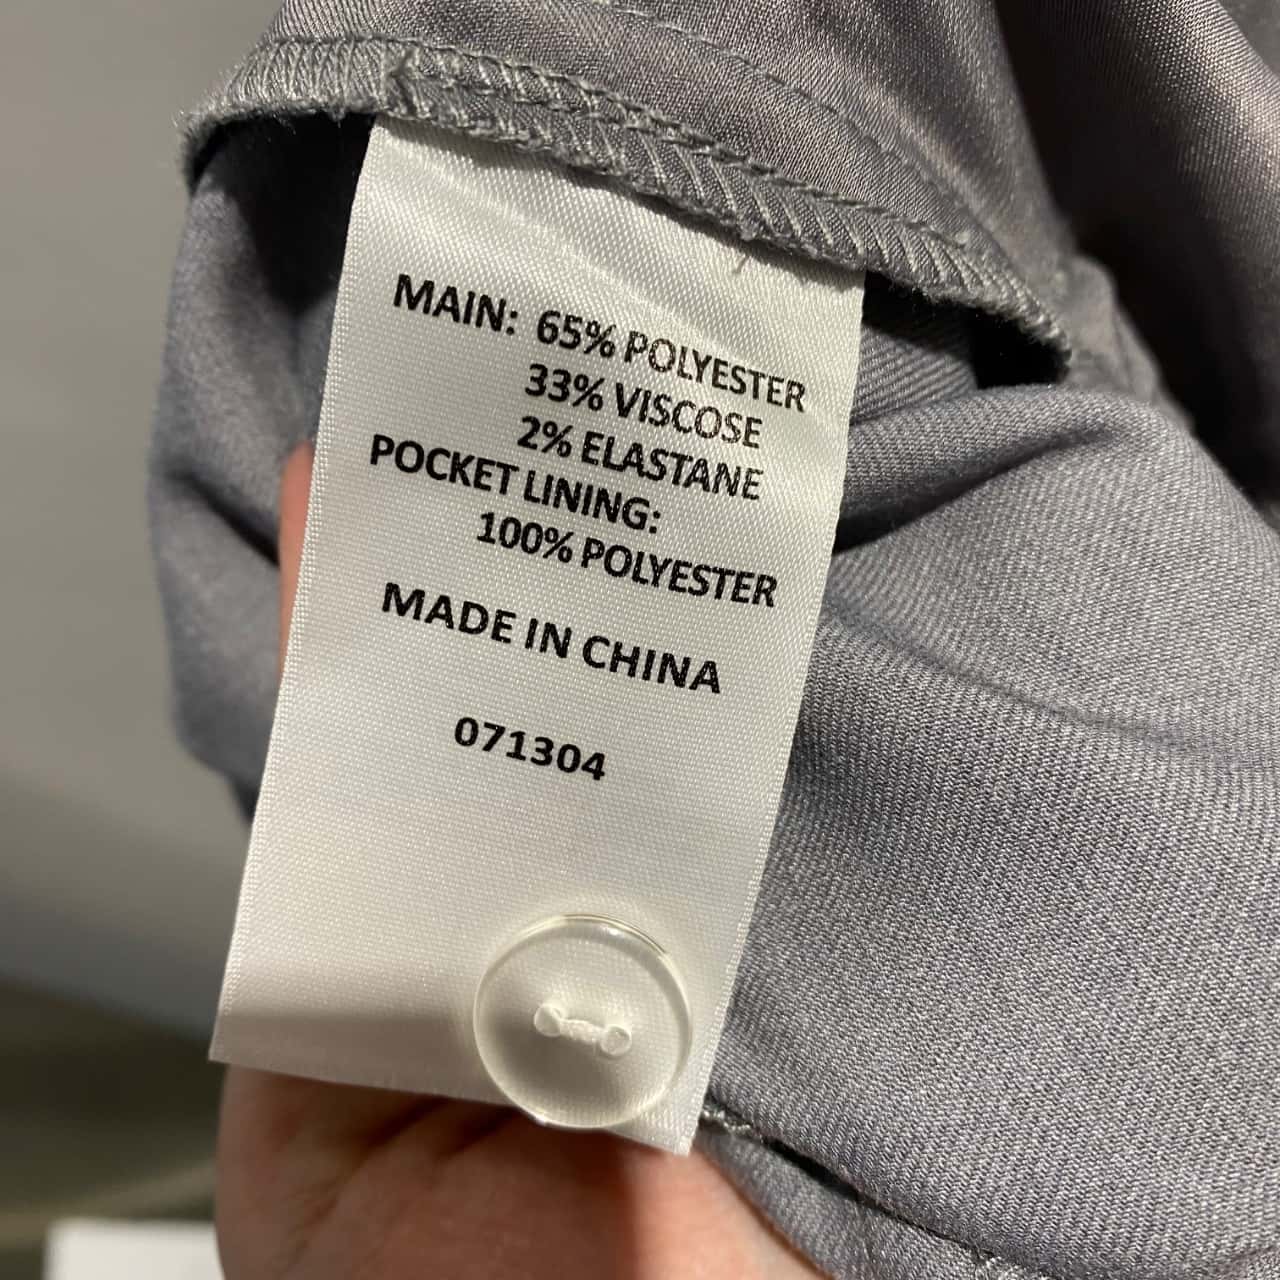 MAIN: 65% POLYESTER
33% VISCOSE
2% ELASTANE
POCKET LINING:
100% POLYESTER
MADE IN CHINA
071304